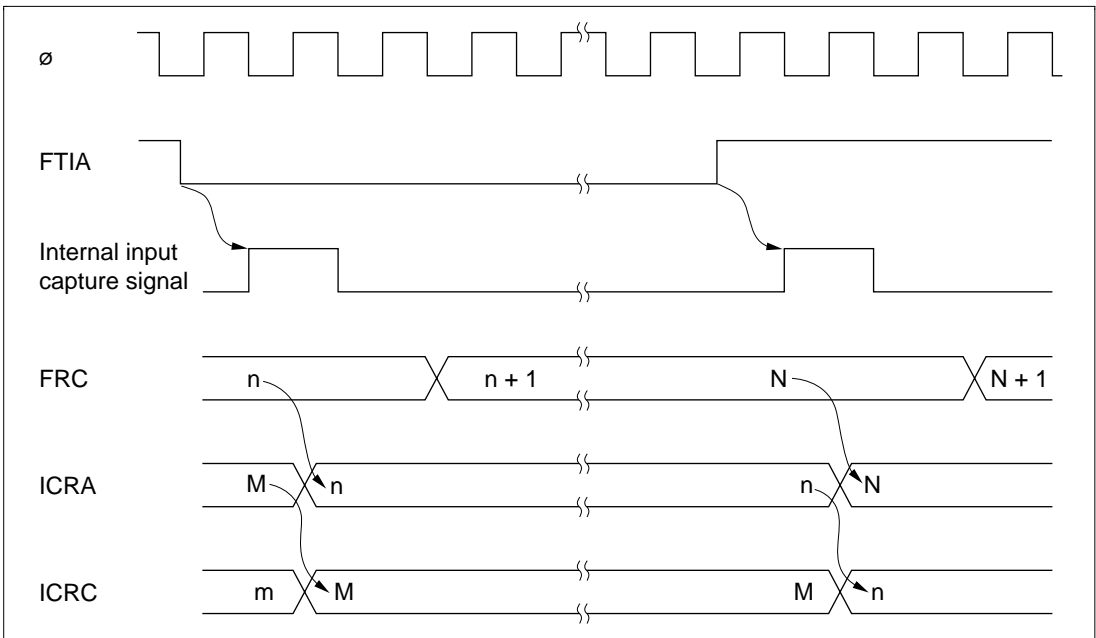 ø
FTIA
Internal input
capture signal
FRC n n + 1 N N + 1
ICRA M n n N
ICRC m M M n